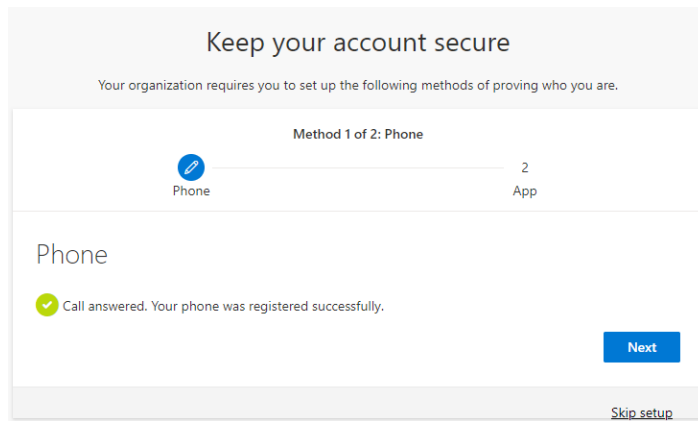 Keep your account secure
Your organization requires you to set up the following methods of proving who you are.
Method 1 of 2: Phone
2
Phone
App
Phone
Call answered. Your phone was registered successfully.
Next
Skip setup